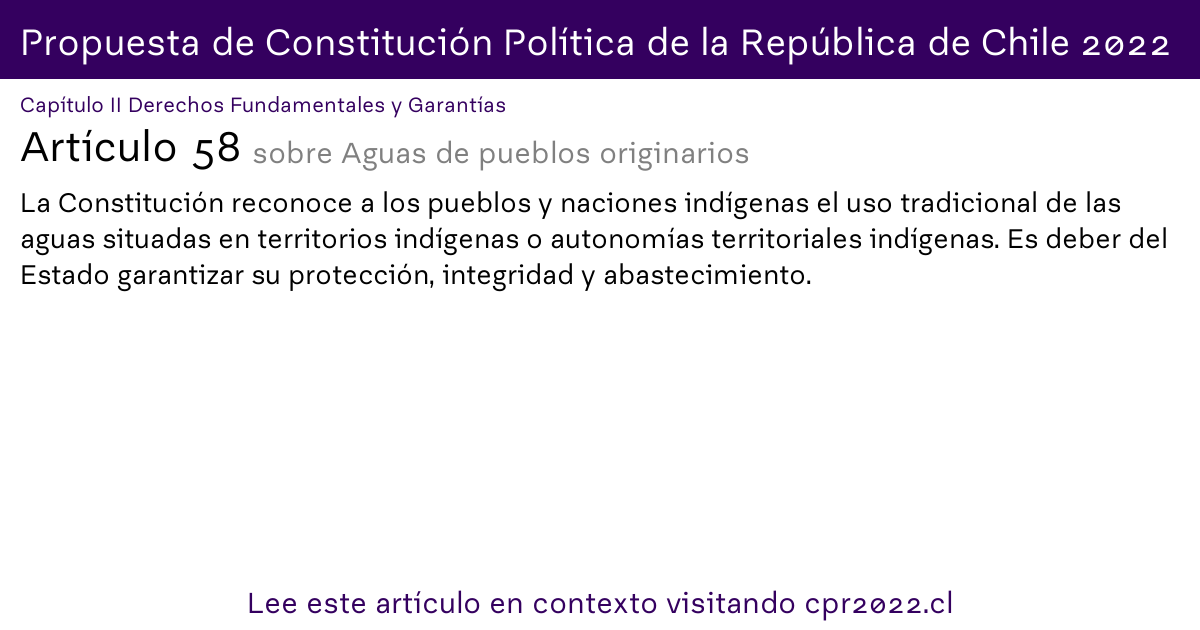 Propuesta de Constitución Política de la República de Chile 2022
Capítulo II Derechos Fundamentales y Garantías
Artículo 58 sobre Aguas de pueblos originarios
La Constitución reconoce a los pueblos y naciones indígenas el uso tradicional de las
aguas situadas en territorios indígenas o autonomías territoriales indígenas. Es deber del
Estado garantizar su protección, integridad y abastecimiento.
Lee este artículo en contexto visitando cpr2022.cl